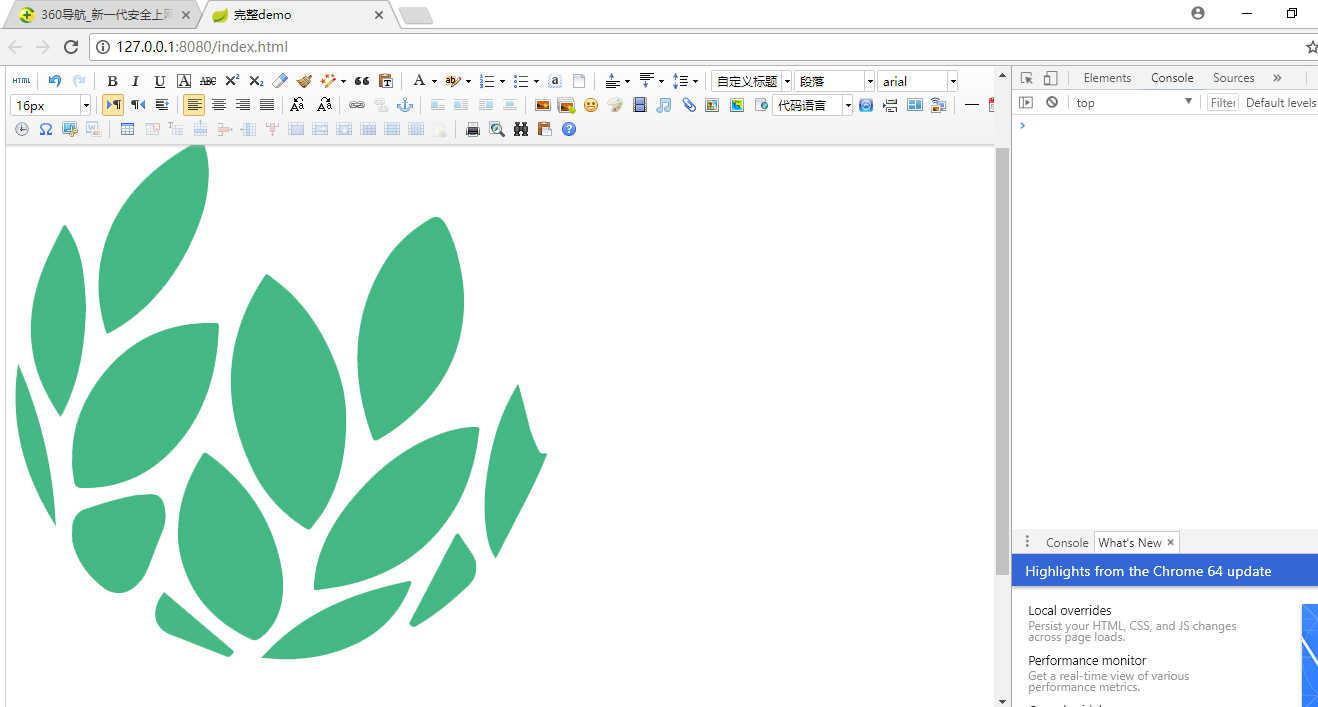 360导航_新一代安全上网
完整demo
127.0.0.1:8080/index.html
HTML B I U A ABC X² X₂ A ab a 自定义标题 段落 arial
16px 代码语言
Ω
Elements Console Sources »
top Filter Default levels
Console What's New ×
Highlights from the Chrome 64 update
Local overrides
Persist your HTML, CSS, and JS changes
across page loads.
Performance monitor
Get a real-time view of various
performance metrics.